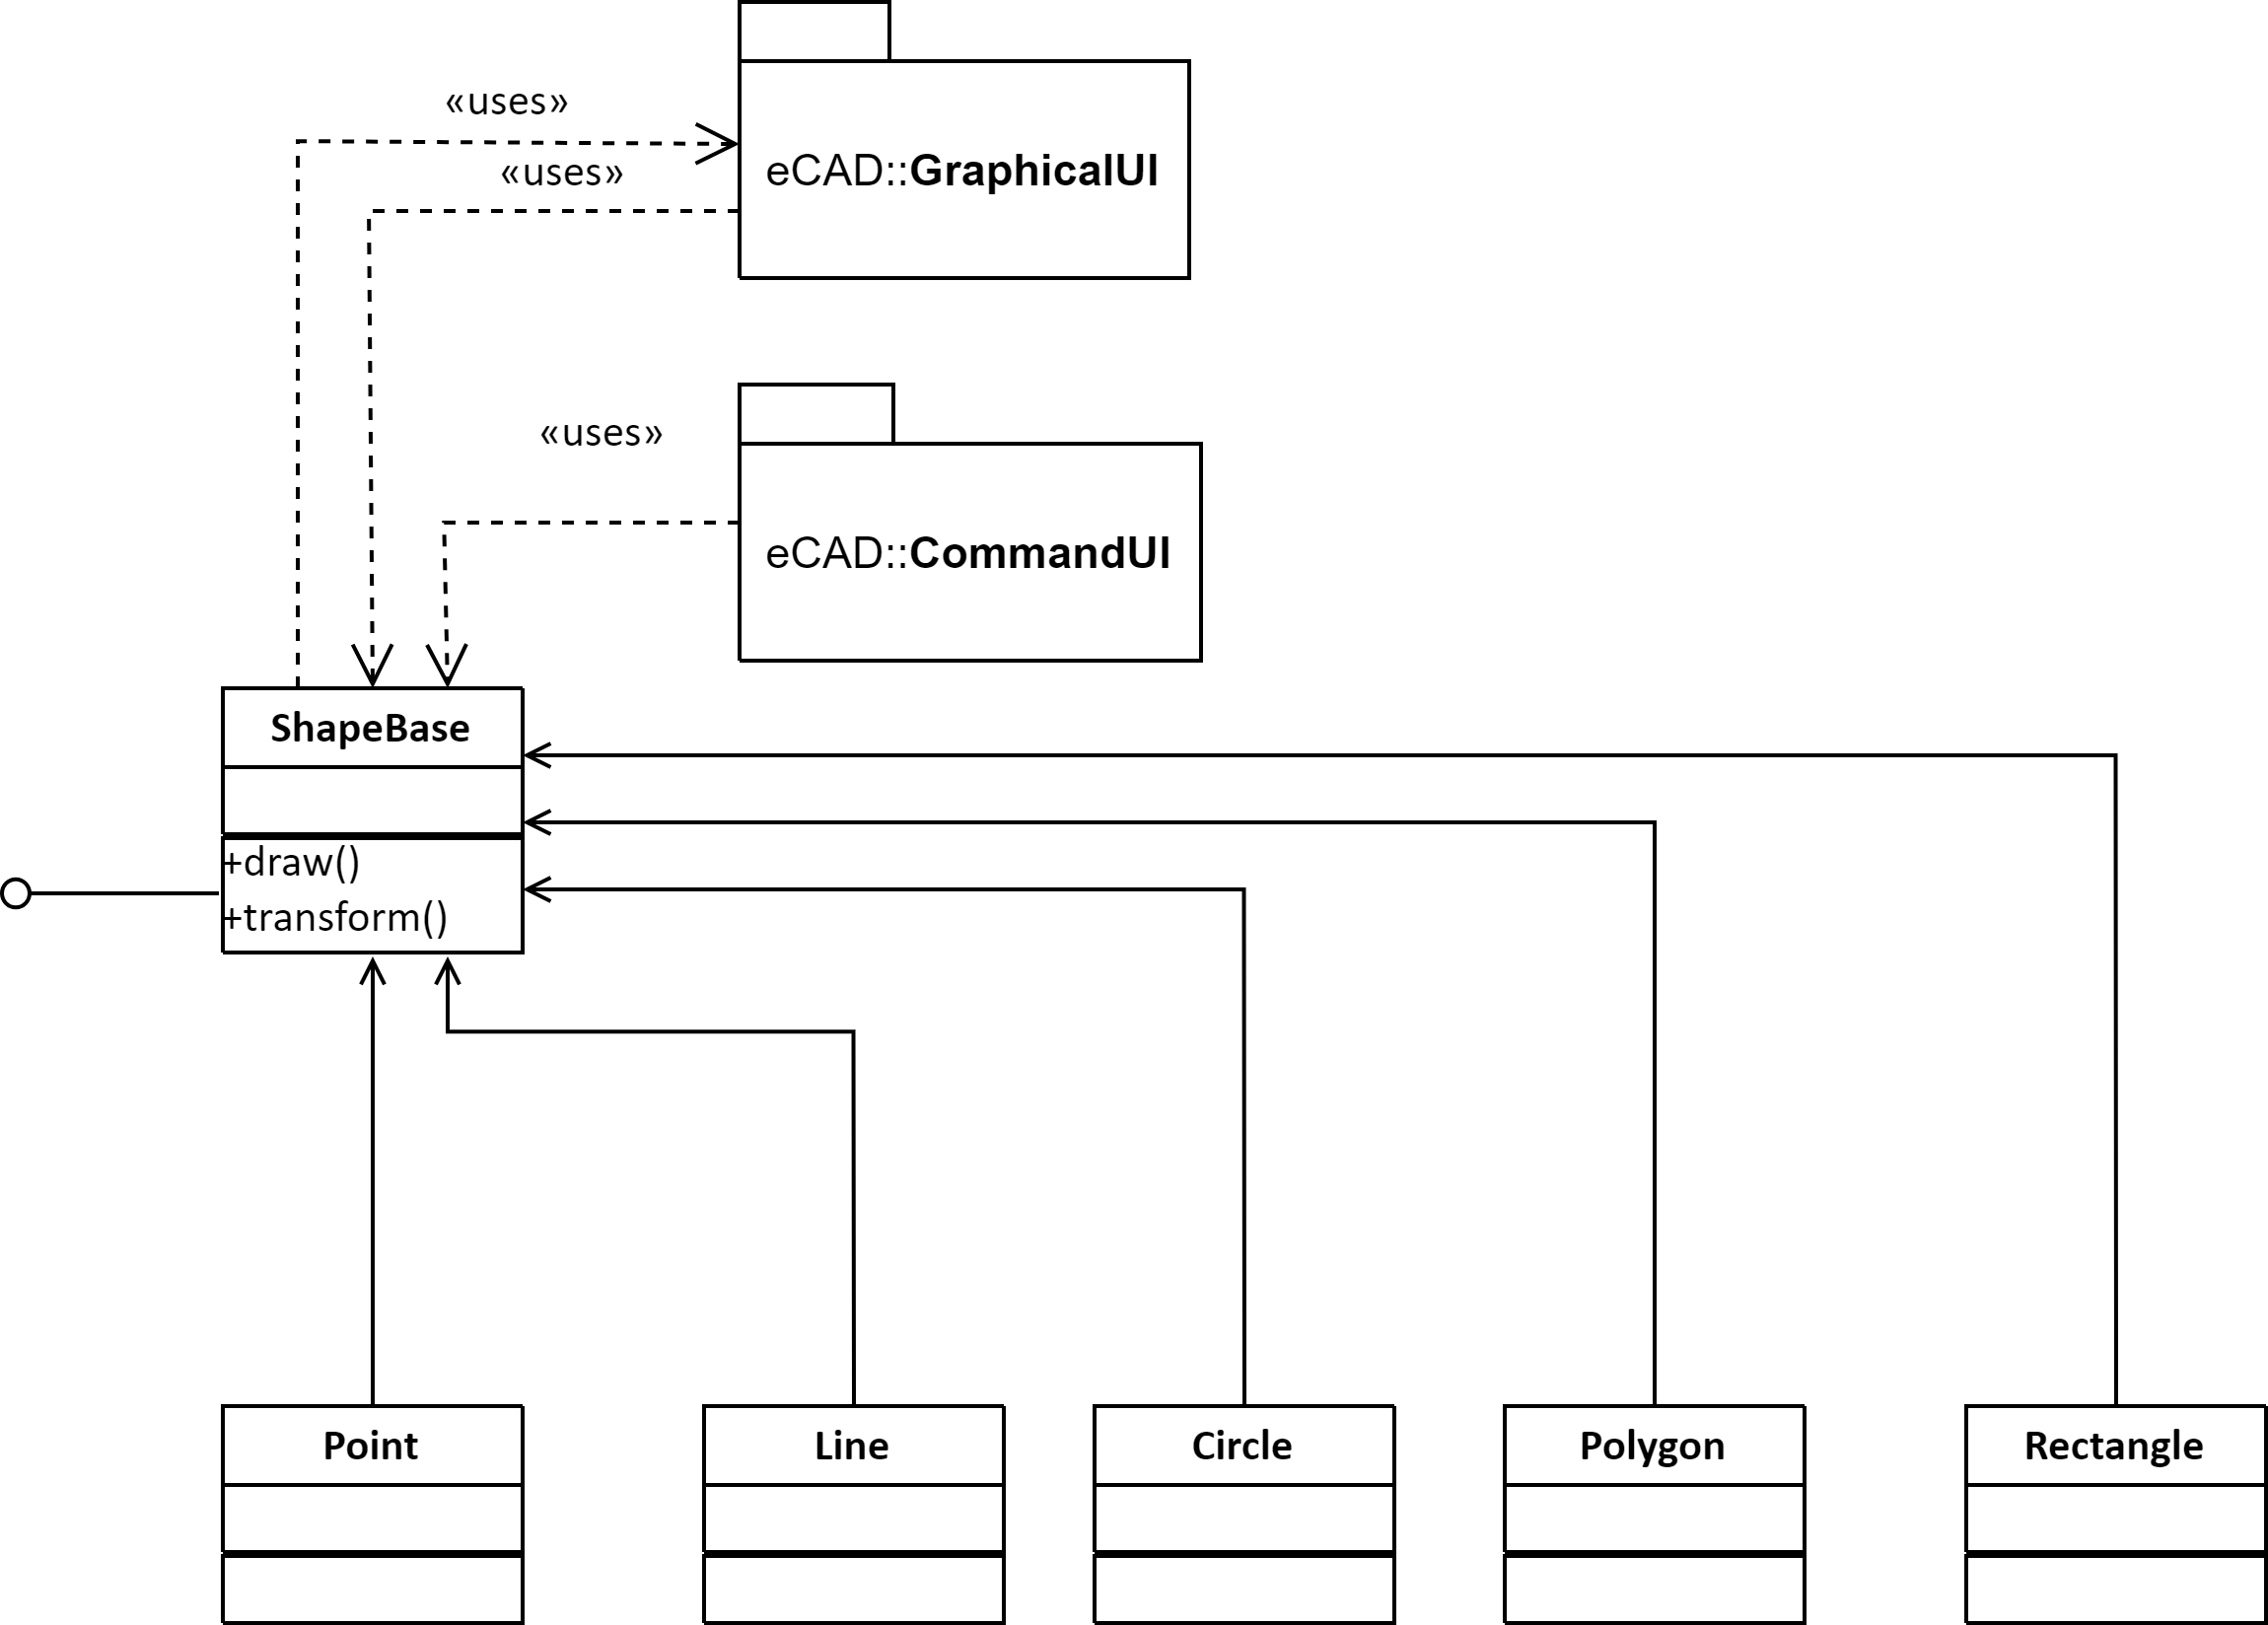 «uses»
«uses»
eCAD::GraphicalUI
«uses»
eCAD::CommandUI
ShapeBase
+draw()
+transform()
Point
Line
Circle
Polygon
Rectangle